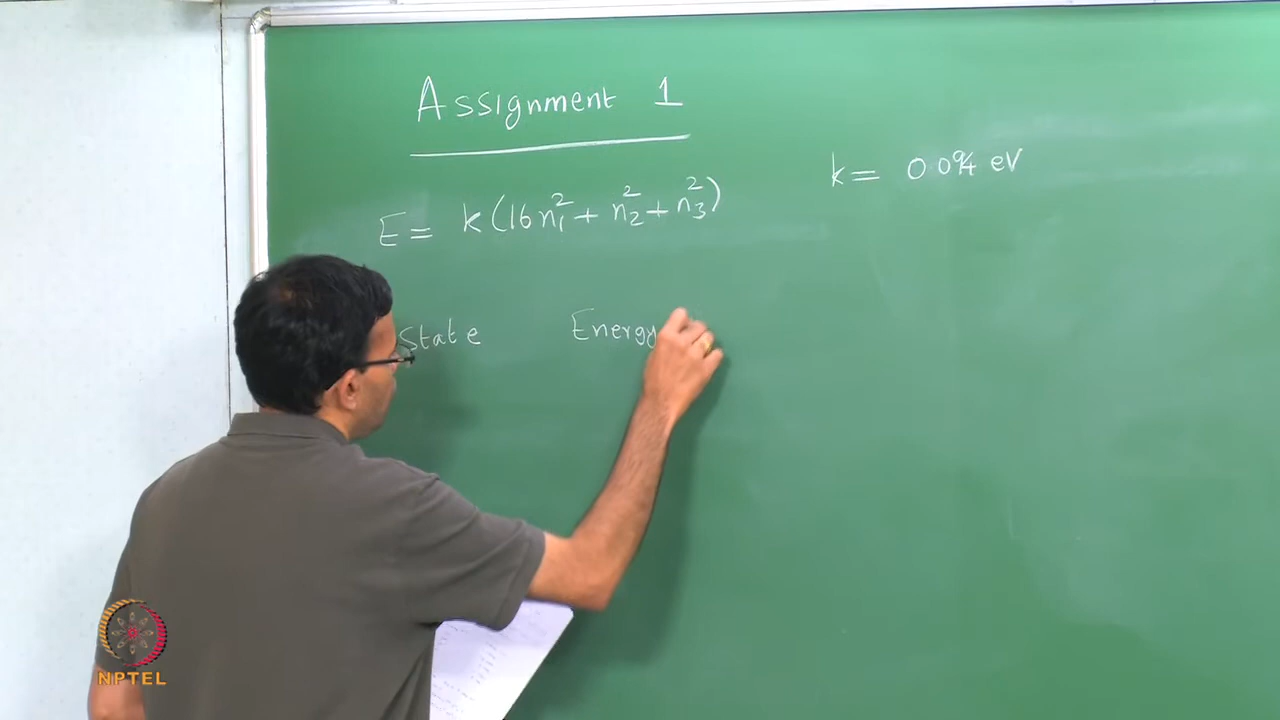 Assignment 1
k = 0.094 eV
E = k(16n₁² + n₂² + n₃²)
State Energy
NPTEL